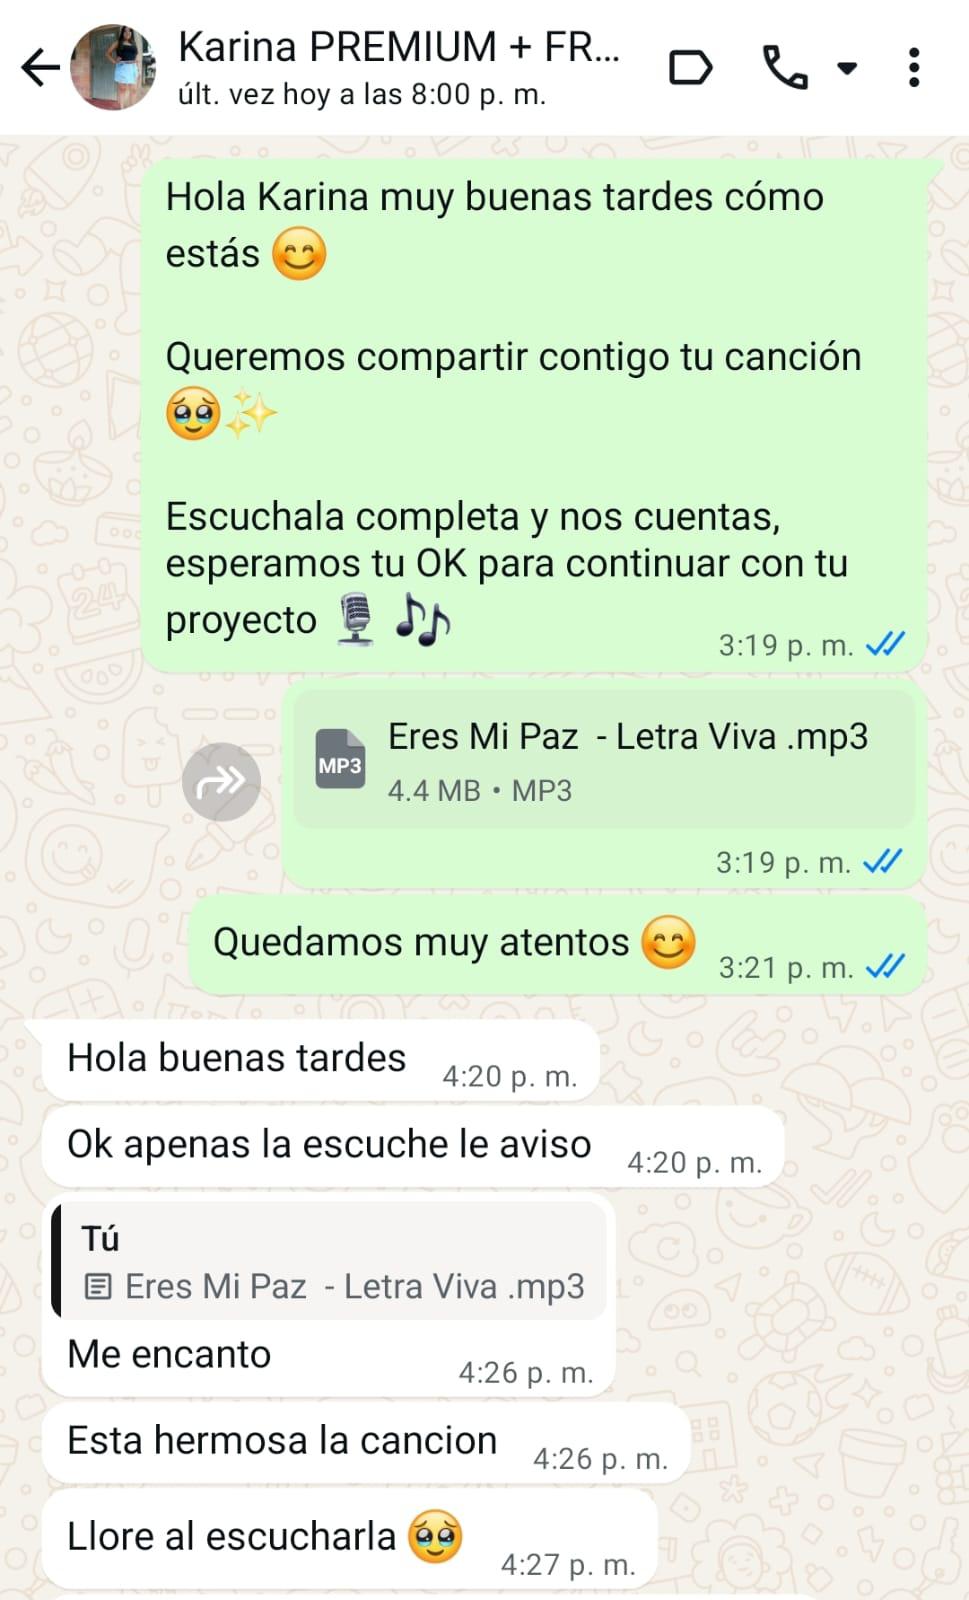 Karina PREMIUM + FR...
últ. vez hoy a las 8:00 p. m.
Hola Karina muy buenas tardes cómo
estás 😊
Queremos compartir contigo tu canción
🥹✨
Escuchala completa y nos cuentas,
esperamos tu OK para continuar con tu
proyecto 🎙️ 🎶
3:19 p. m.
MP3
Eres Mi Paz - Letra Viva .mp3
4.4 MB • MP3
3:19 p. m.
Quedamos muy atentos 😊
3:21 p. m.
Hola buenas tardes
4:20 p. m.
Ok apenas la escuche le aviso
4:20 p. m.
Tú
Eres Mi Paz - Letra Viva .mp3
Me encanto
4:26 p. m.
Esta hermosa la cancion
4:26 p. m.
Llore al escucharla 🥹
4:27 p. m.